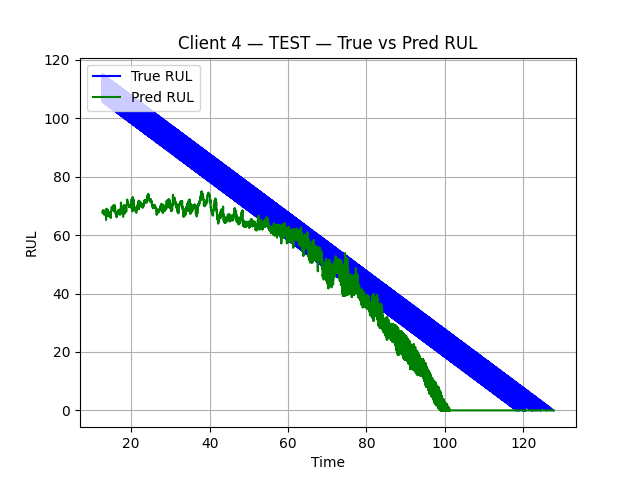 Client 4 — TEST — True vs Pred RUL
True RUL
Pred RUL
RUL
120
100
80
60
40
20
0
20 40 60 80 100 120
Time